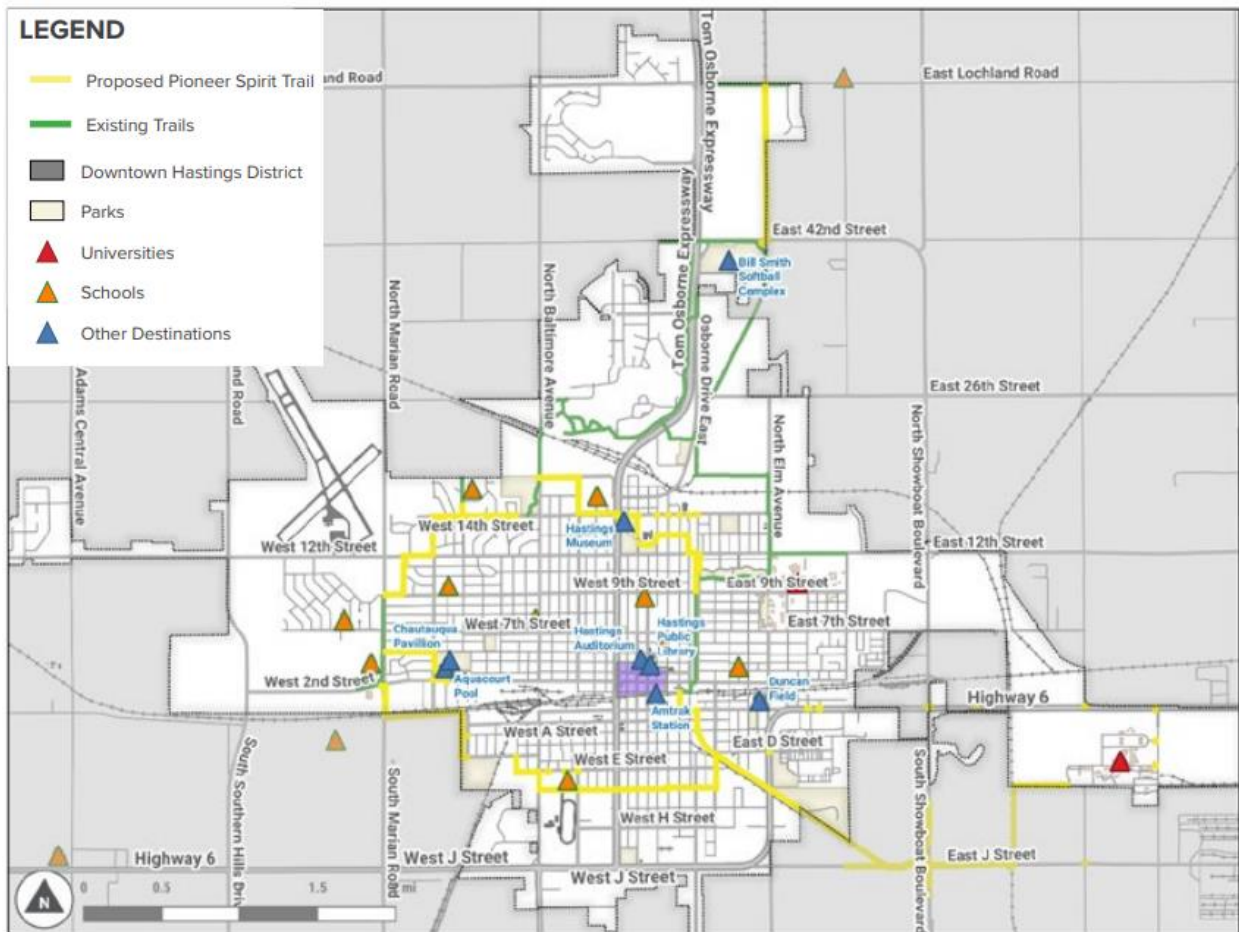 LEGEND
Proposed Pioneer Spirit Trail
Existing Trails
Downtown Hastings District
Parks
Universities
Schools
Other Destinations
and Road
East Lochland Road
Tom Osborne Expressway
Tom Osborne Expressway
East 42nd Street
Bill Smith
Softball
Complex
North Marian Road
North Baltimore Avenue
Osborne Drive East
East 26th Street
Adams Central Avenue
and Road
North Elm Avenue
North Showboat Boulevard
West 14th Street
West 12th Street
Hastings
Museum
East 12th Street
West 9th Street
East 9th Street
West 7th Street
East 7th Street
Chautauqua
Pavillion
Hastings
Auditorium
Hastings
Public
Library
West 2nd Street
Aquacourt
Pool
Amtrak
Station
Duncan
Field
Highway 6
West A Street
East D Street
West E Street
South Southern Hills Driv
South Marian Road
South Showboat Boulevard
West H Street
Highway 6
West J Street
West J Street
East J Street
N
0
0.5
1.5
mi